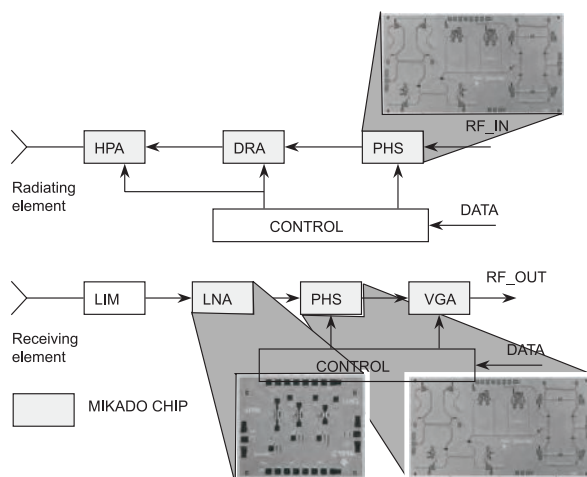 RF_IN
HPA
DRA
PHS
Radiating
element
CONTROL
DATA
RF_OUT
LIM
LNA
PHS
VGA
Receiving
element
DATA
CONTROL
MIKADO CHIP